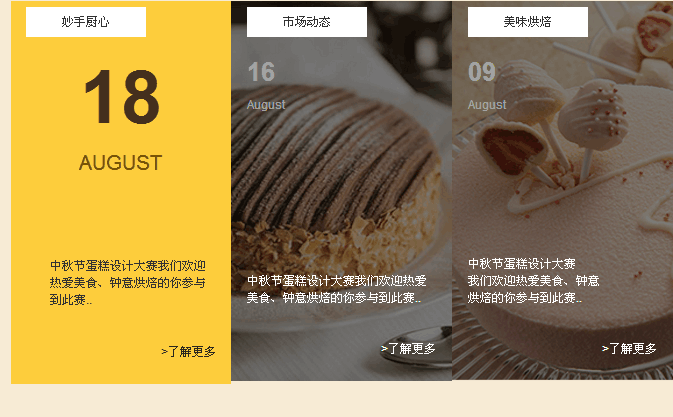 妙手厨心
18
AUGUST
中秋节蛋糕设计大赛我们欢迎
热爱美食、钟意烘焙的你参与
到此赛..
>了解更多
市场动态
16
August
中秋节蛋糕设计大赛我们欢迎热爱
美食、钟意烘焙的你参与到此赛..
>了解更多
美味烘焙
09
August
中秋节蛋糕设计大赛
我们欢迎热爱美食、钟意
烘焙的你参与到此赛..
>了解更多